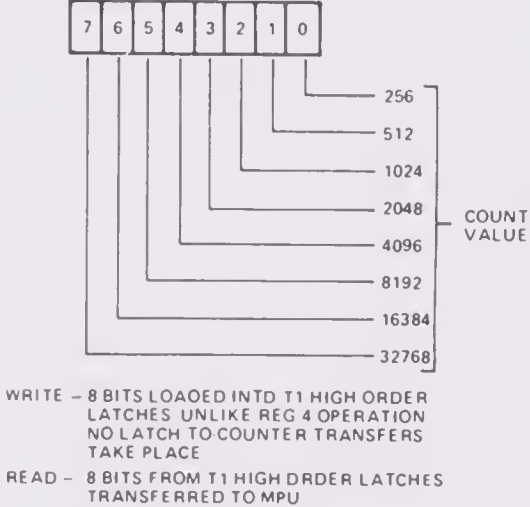 7 6 5 4 3 2 1 0
256
512
1024
2048
COUNT
VALUE
4096
8192
16384
32768
WRITE – 8 BITS LOAOED INTD T1 HIGH ORDER
LATCHES UNLIKE REG 4 OPERATION
NO LATCH TO·COUNTER TRANSFERS
TAKE PLACE
READ – 8 BITS FROM T1 HIGH DRDER LATCHES
TRANSFERRED TO MPU